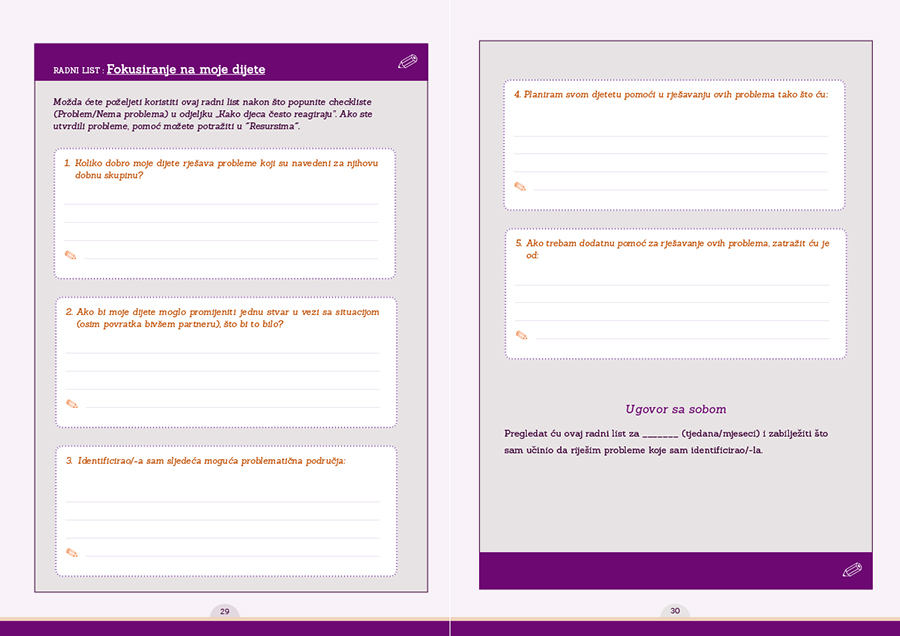 RADNI LIST : Fokusiranje na moje dijete
Možda ćete poželjeti koristiti ovaj radni list nakon što popunite checkliste
(Problem/Nema problema) u odjeljku „Kako djeca često reagiraju”. Ako ste
utvrdili probleme, pomoć možete potražiti u “Resursima”.
1. Koliko dobro moje dijete rješava probleme koji su navedeni za njihovu
dobnu skupinu?
2. Ako bi moje dijete moglo promijeniti jednu stvar u vezi sa situacijom
(osim povratka bivšem partneru), što bi to bilo?
3. Identificirao/-a sam sljedeća moguća problematična područja:
29
4. Planiram svom djetetu pomoći u rješavanju ovih problema tako što ću:
5. Ako trebam dodatnu pomoć za rješavanje ovih problema, zatražit ću je
od:
Ugovor sa sobom
Pregledat ću ovaj radni list za _______ (tjedana/mjeseci) i zabilježiti što
sam učinio da riješim probleme koje sam identificirao/-la.
30